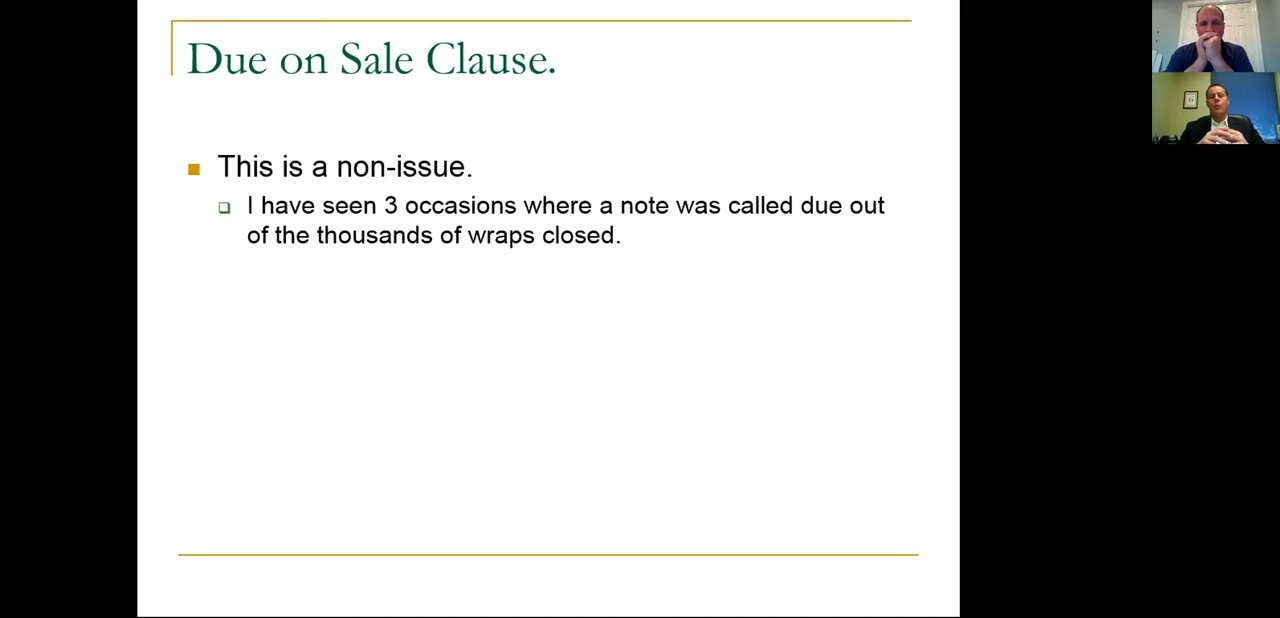 Due on Sale Clause.
This is a non-issue.
I have seen 3 occasions where a note was called due out
of the thousands of wraps closed.